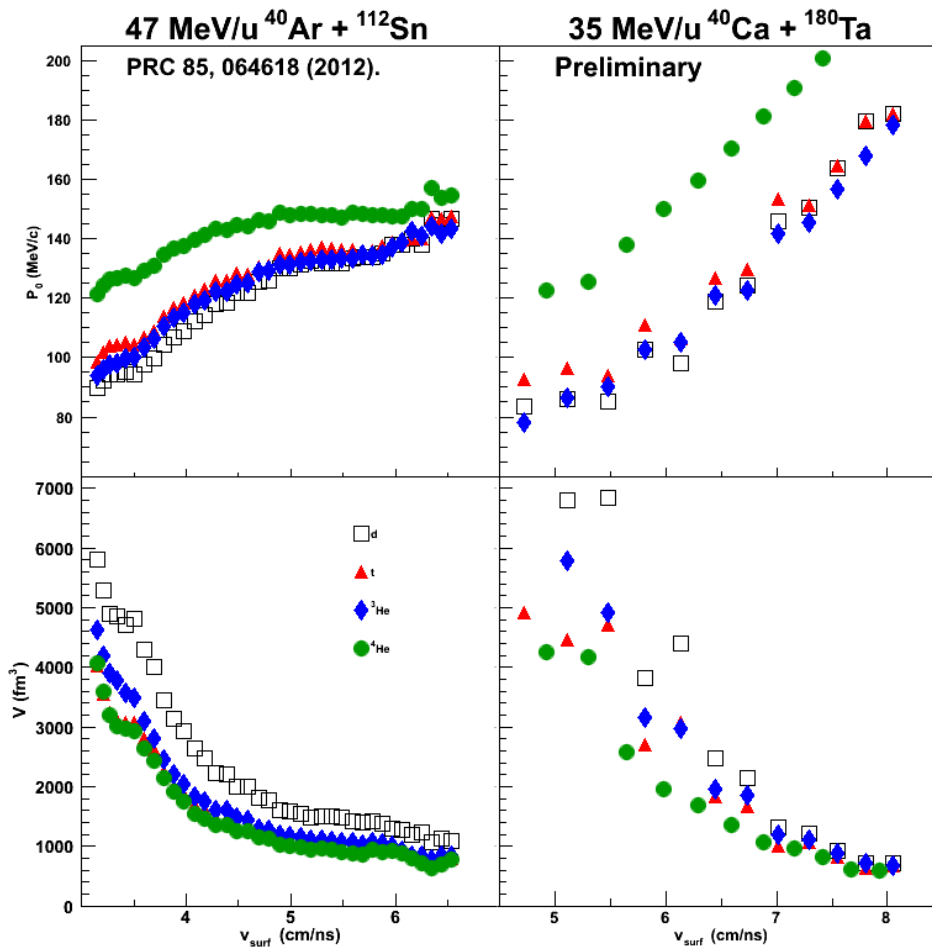 47 MeV/u ⁴⁰Ar + ¹¹²Sn
35 MeV/u ⁴⁰Ca + ¹⁸⁰Ta
PRC 85, 064618 (2012).
Preliminary
P₀ (MeV/c)
200
180
160
140
120
100
80
V (fm³)
7000
6000
5000
4000
3000
2000
1000
0
d
t
³He
⁴He
4 5 6
5 6 7 8
v_surf (cm/ns)
v_surf (cm/ns)